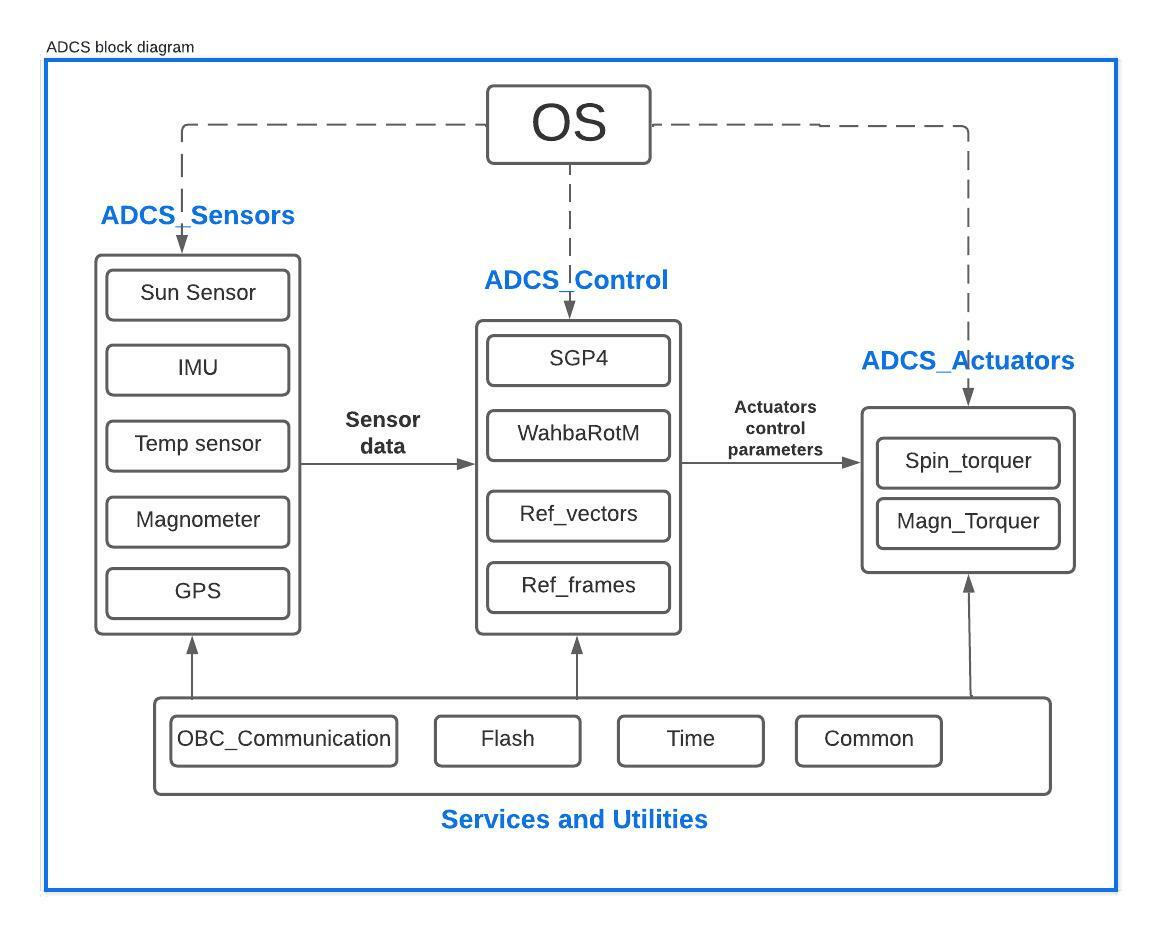 ADCS block diagram
OS
ADCS_Sensors
Sun Sensor
IMU
Temp sensor
Magnometer
GPS
Sensor
data
ADCS_Control
SGP4
WahbaRotM
Ref_vectors
Ref_frames
Actuators
control
parameters
ADCS_Actuators
Spin_torquer
Magn_Torquer
OBC_Communication
Flash
Time
Common
Services and Utilities